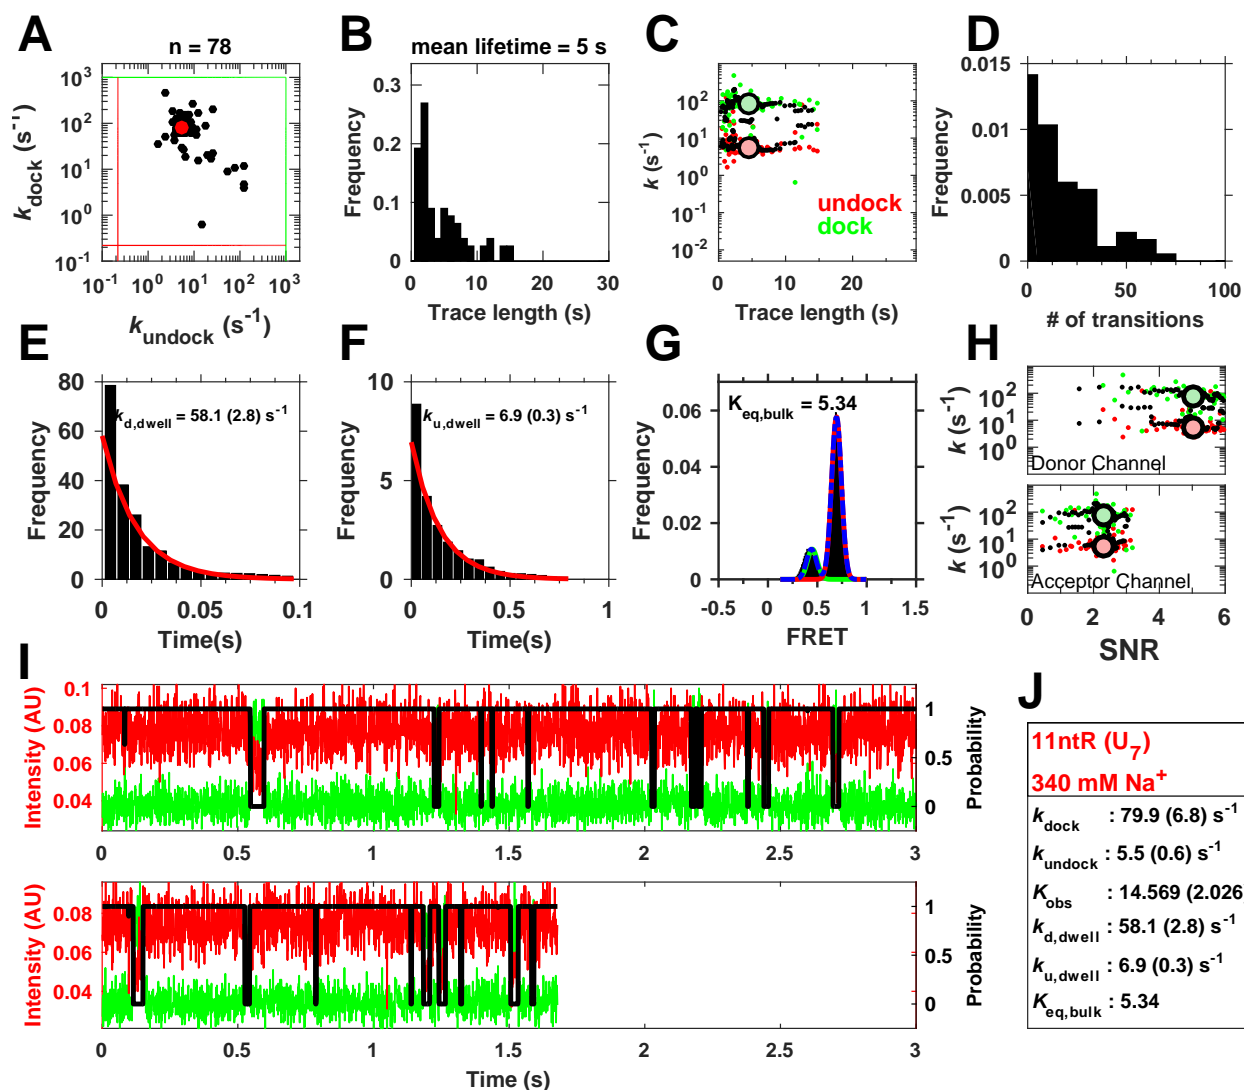 A
n = 78
k_dock (s⁻¹)
10³
10²
10¹
10⁰
10⁻¹
10⁻¹ 10⁰ 10¹ 10² 10³
k_undock (s⁻¹)
B
mean lifetime = 5 s
Frequency
0.3
0.2
0.1
0
0 10 20 30
Trace length (s)
C
k (s⁻¹)
10²
10¹
10⁰
10⁻¹
10⁻²
undock
dock
0 10 20
Trace length (s)
D
Frequency
0.015
0.01
0.005
0
0 50 100
# of transitions
E
Frequency
80
60
40
20
0
k_d,dwell = 58.1 (2.8) s⁻¹
0 0.05 0.1
Time(s)
F
Frequency
10
5
0
k_u,dwell = 6.9 (0.3) s⁻¹
0 0.5 1
Time(s)
G
Frequency
0.06
0.04
0.02
0
K_eq,bulk = 5.34
-0.5 0 0.5 1 1.5
FRET
H
k (s⁻¹)
10²
10¹
10⁰
Donor Channel
k (s⁻¹)
10²
10¹
10⁰
Acceptor Channel
0 2 4 6
SNR
I
Intensity (AU)
0.1
0.08
0.06
0.04
1
0.5
0
Probability
0 0.5 1 1.5 2 2.5 3
Intensity (AU)
0.08
0.06
0.04
1
0.5
0
Probability
0 0.5 1 1.5 2 2.5 3
Time (s)
J
11ntR (U₇)
340 mM Na⁺
k_dock : 79.9 (6.8) s⁻¹
k_undock : 5.5 (0.6) s⁻¹
K_obs : 14.569 (2.026)
k_d,dwell : 58.1 (2.8) s⁻¹
k_u,dwell : 6.9 (0.3) s⁻¹
K_eq,bulk : 5.34